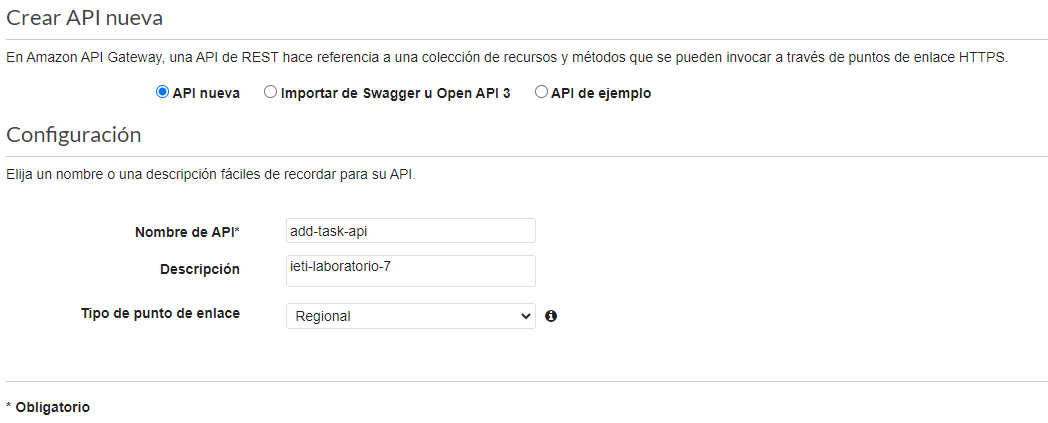 Crear API nueva
En Amazon API Gateway, una API de REST hace referencia a una colección de recursos y métodos que se pueden invocar a través de puntos de enlace HTTPS.
API nueva Importar de Swagger u Open API 3 API de ejemplo
Configuración
Elija un nombre o una descripción fáciles de recordar para su API.
Nombre de API* add-task-api
Descripción ieti-laboratorio-7
Tipo de punto de enlace Regional
* Obligatorio